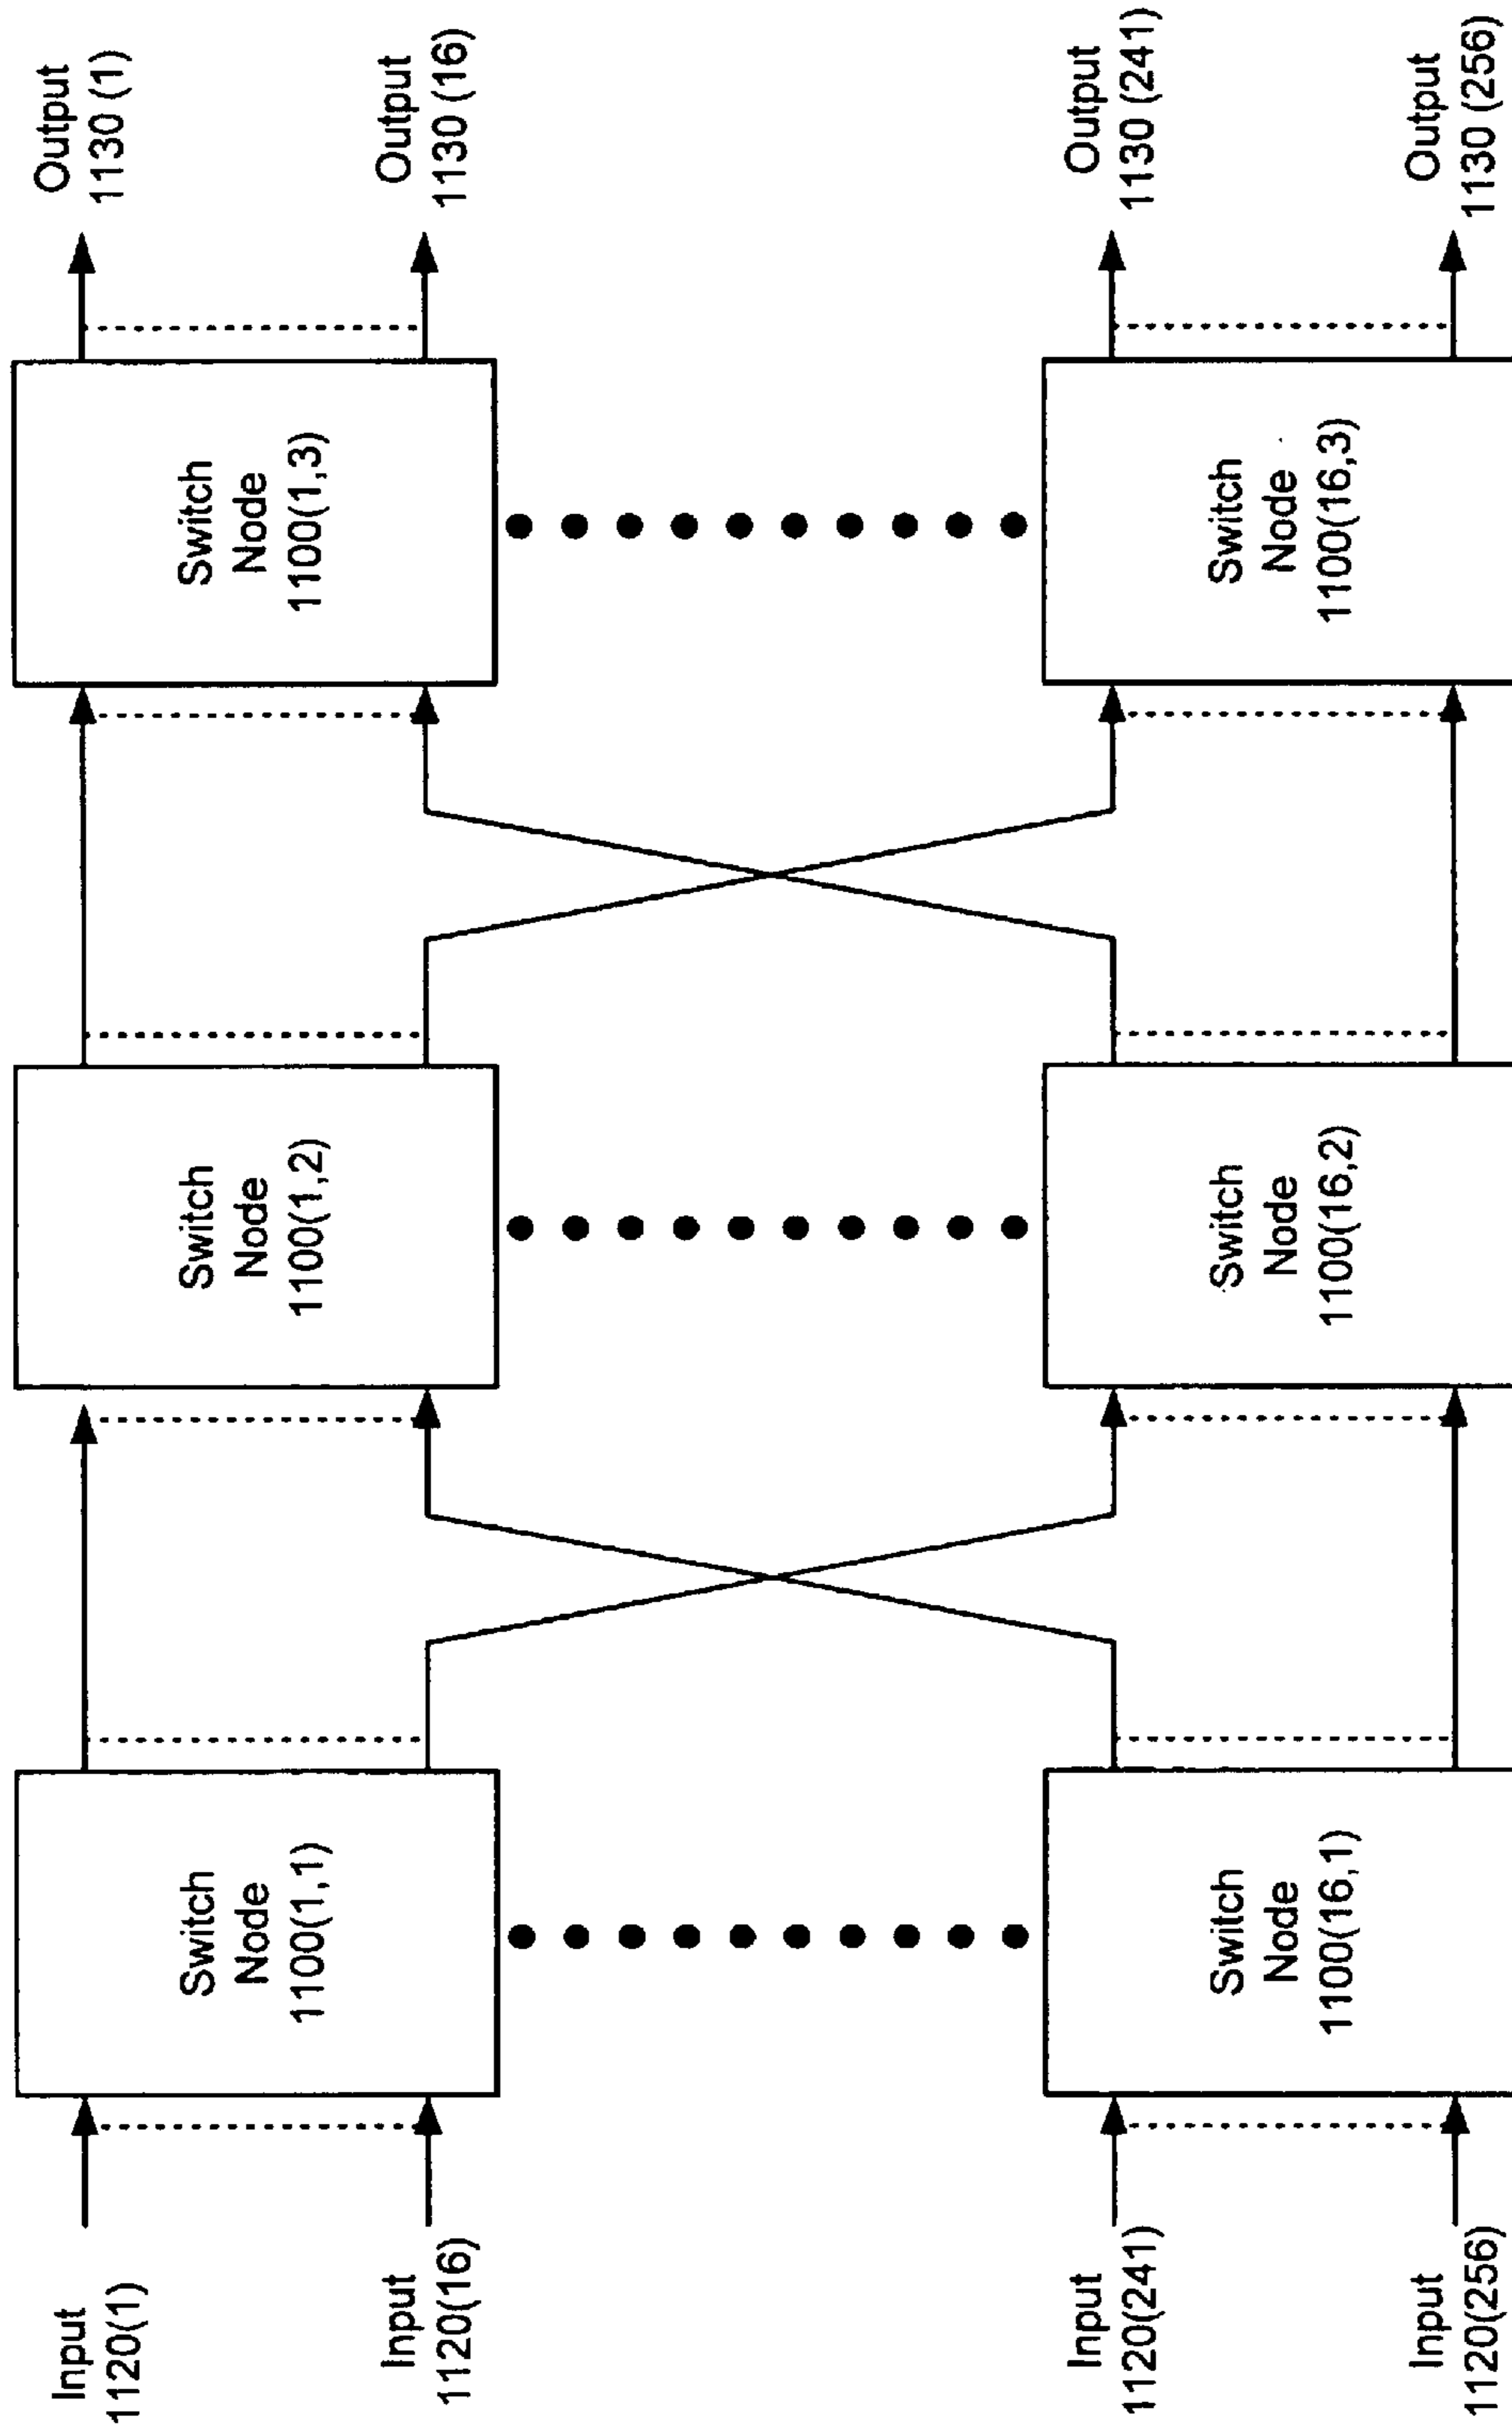 Input
1120(1)
Input
1120(16)
Input
1120(241)
Input
1120(256)
Switch
Node
1100(1,1)
Switch
Node
1100(16,1)
Switch
Node
1100(1,2)
Switch
Node
1100(16,2)
Switch
Node
1100(1,3)
Switch
Node
1100(16,3)
Output
1130 (1)
Output
1130 (16)
Output
1130 (241)
Output
1130 (256)